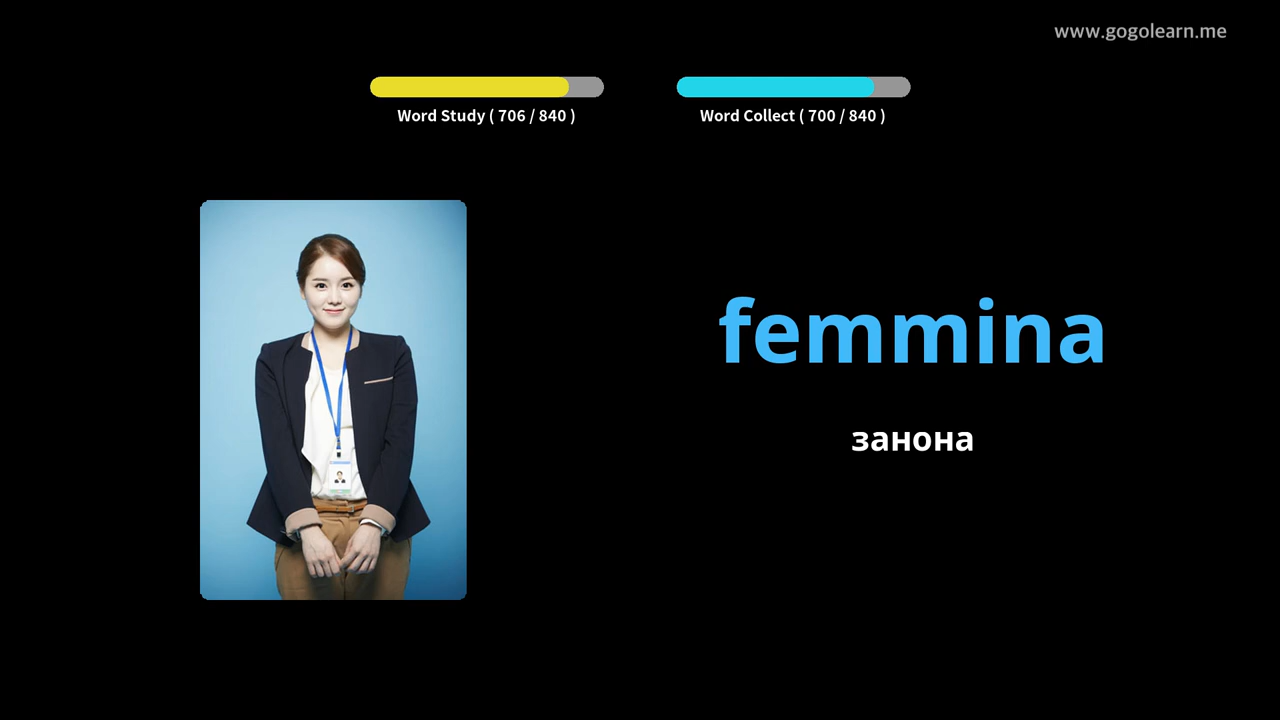 www.gogolearn.me
Word Study ( 706 / 840 )
Word Collect ( 700 / 840 )
femmina
занона